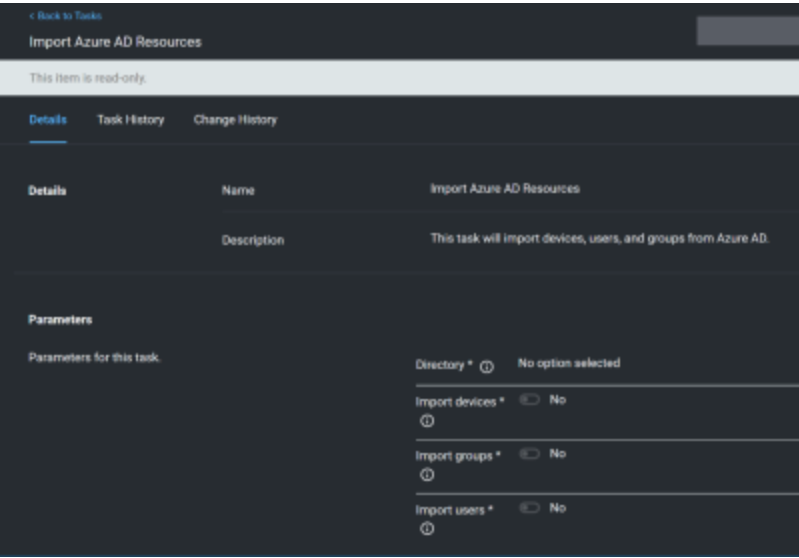 < Back to Tasks
Import Azure AD Resources
This item is read-only.
Details Task History Change History
Details Name Import Azure AD Resources
Description This task will import devices, users, and groups from Azure AD.
Parameters
Parameters for this task.
Directory * No option selected
Import devices * No
Import groups * No
Import users * No